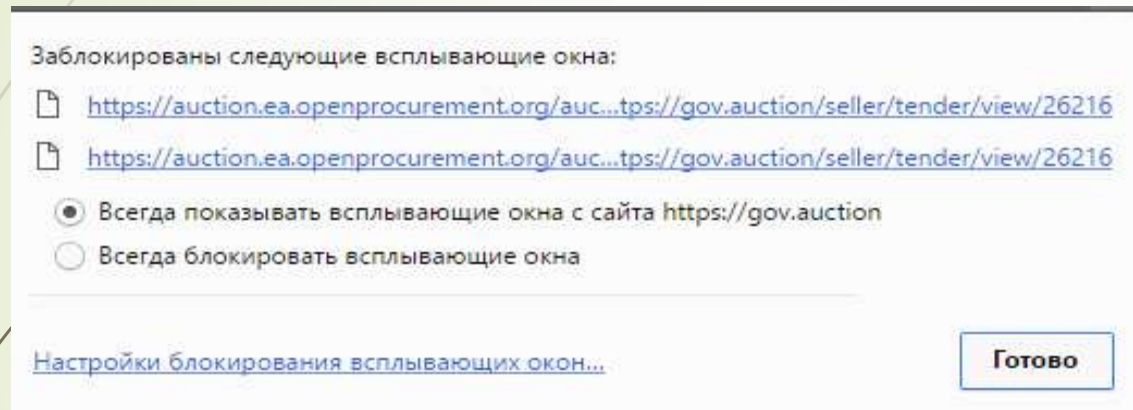 Заблокированы следующие всплывающие окна:
https://auction.ea.openprocurement.org/auc...tps://gov.auction/seller/tender/view/26216
https://auction.ea.openprocurement.org/auc...tps://gov.auction/seller/tender/view/26216
Всегда показывать всплывающие окна с сайта https://gov.auction
Всегда блокировать всплывающие окна
Настройки блокирования всплывающих окон...
Готово